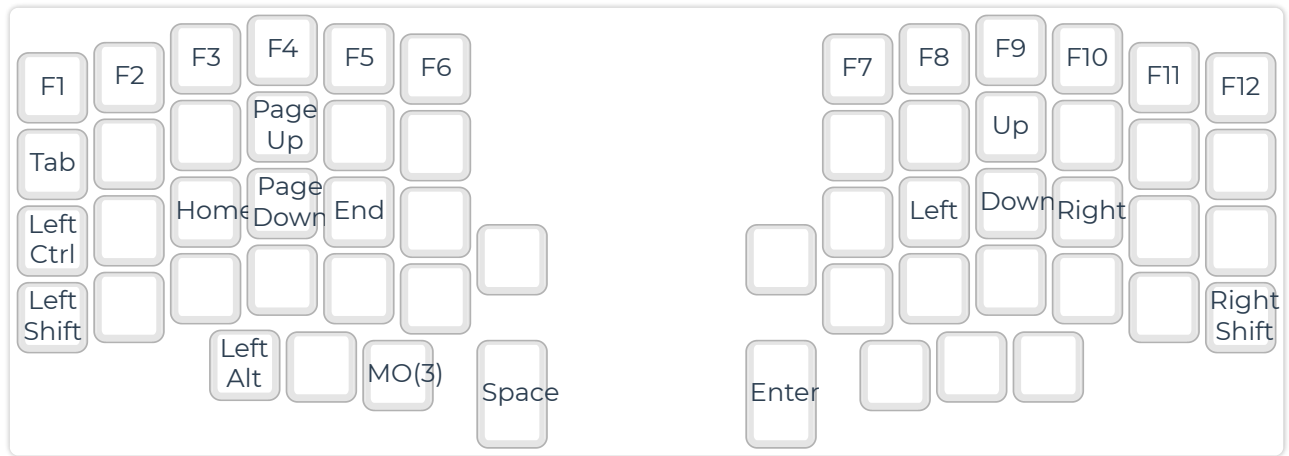 F1 F2 F3 F4 F5 F6 F7 F8 F9 F10 F11 F12
Tab Page Up Up
Left Ctrl Home Page Down End Left Down Right
Left Shift Right Shift
Left Alt MO(3) Space Enter